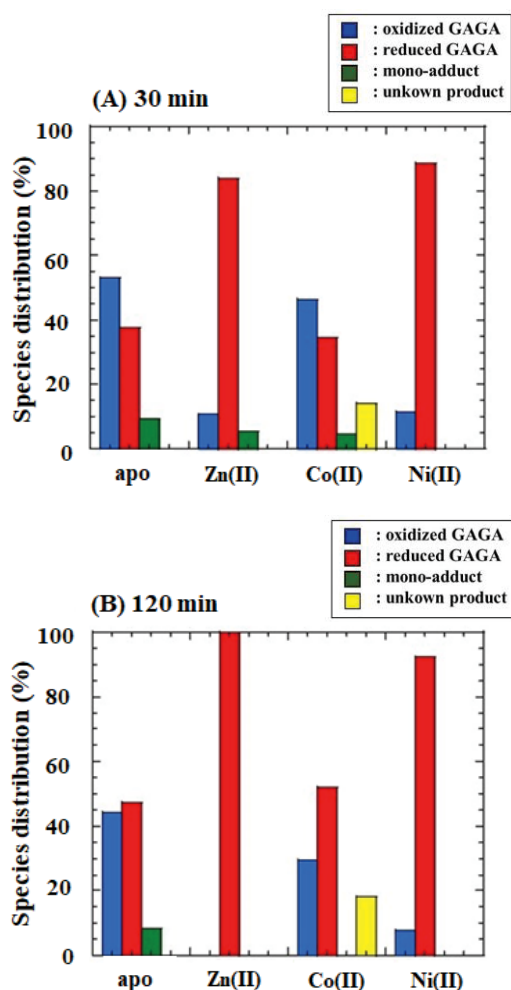 : oxidized GAGA
: reduced GAGA
: mono-adduct
: unkown product
(A) 30 min
Species distribution (%)
100
80
60
40
20
0
apo Zn(II) Co(II) Ni(II)
: oxidized GAGA
: reduced GAGA
: mono-adduct
: unkown product
(B) 120 min
Species distribution (%)
100
80
60
40
20
0
apo Zn(II) Co(II) Ni(II)